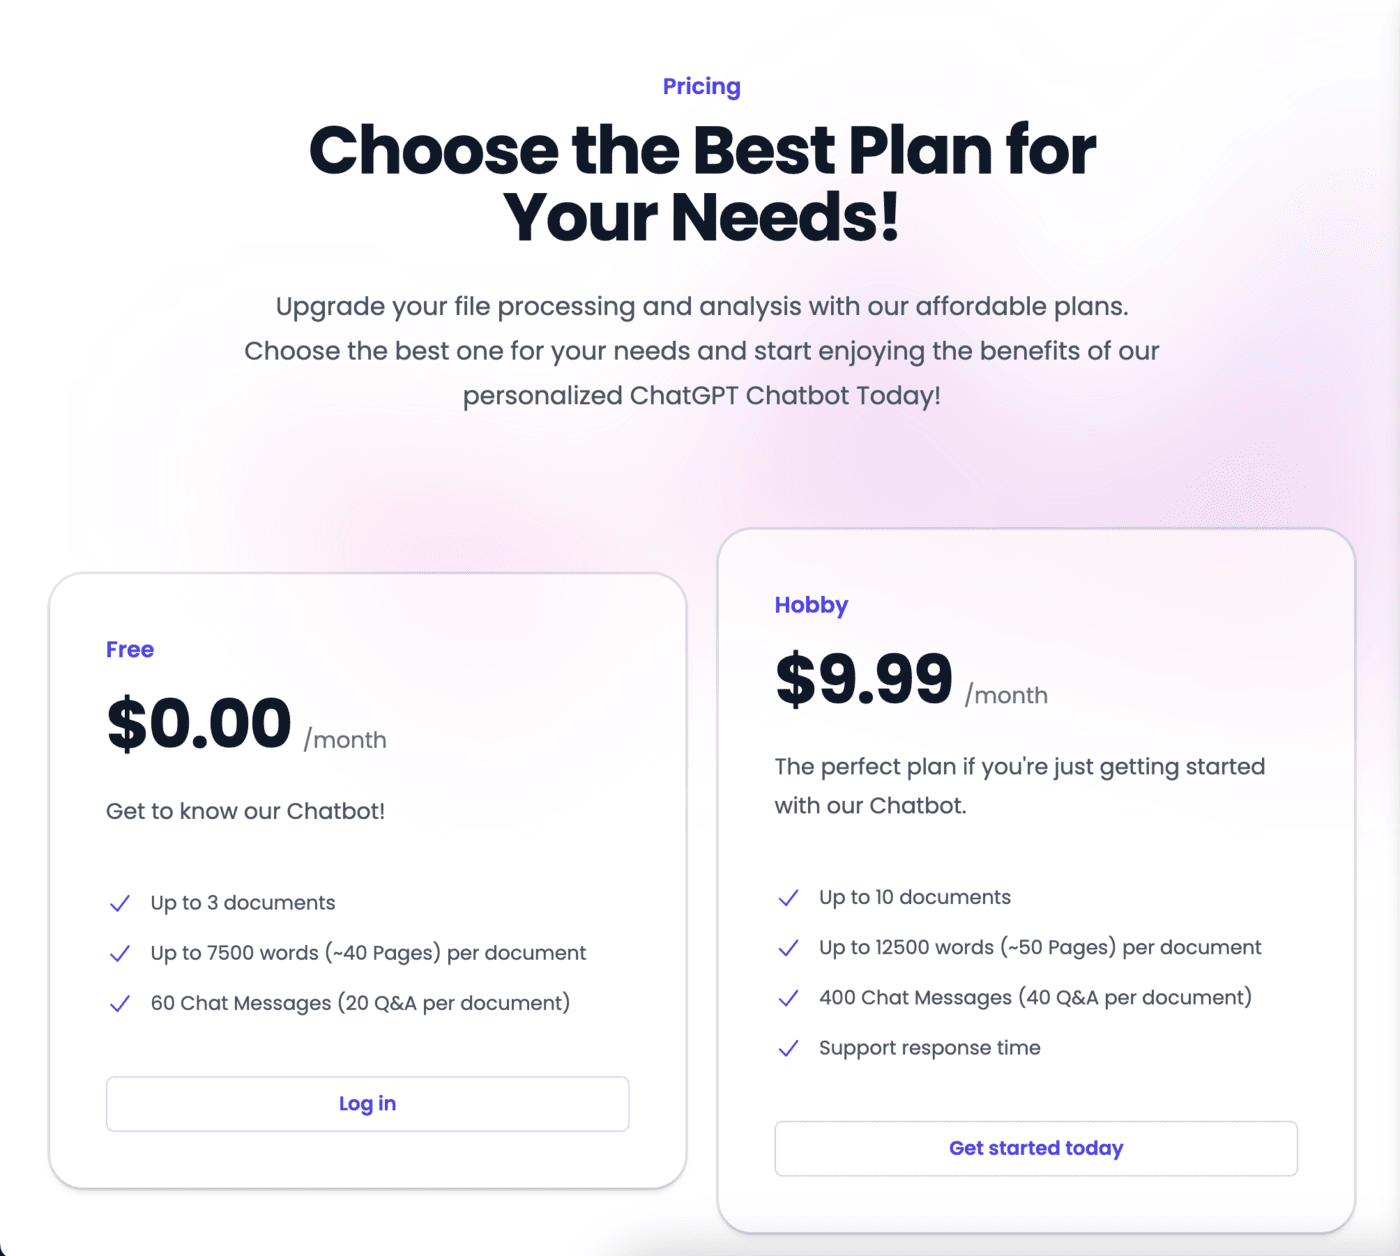 Pricing
Choose the Best Plan for
Your Needs!
Upgrade your file processing and analysis with our affordable plans.
Choose the best one for your needs and start enjoying the benefits of our
personalized ChatGPT Chatbot Today!
Free
$0.00 /month
Get to know our Chatbot!
Up to 3 documents
Up to 7500 words (~40 Pages) per document
60 Chat Messages (20 Q&A per document)
Log in
Hobby
$9.99 /month
The perfect plan if you're just getting started
with our Chatbot.
Up to 10 documents
Up to 12500 words (~50 Pages) per document
400 Chat Messages (40 Q&A per document)
Support response time
Get started today